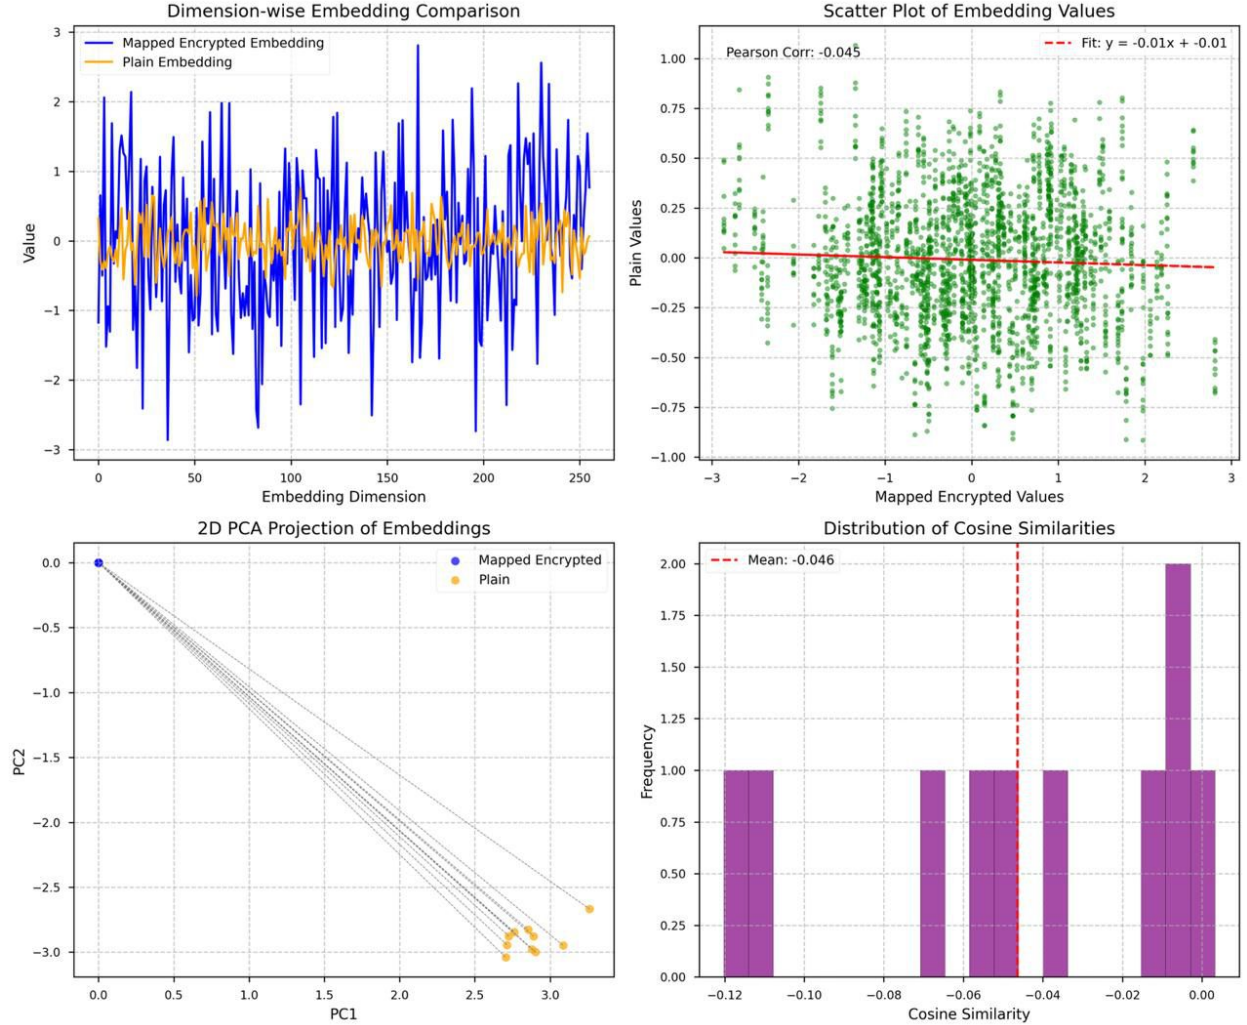 Dimension-wise Embedding Comparison
Mapped Encrypted Embedding
Plain Embedding
Value
3
2
1
0
−1
−2
−3
0 50 100 150 200 250
Embedding Dimension
Scatter Plot of Embedding Values
Pearson Corr: -0.045
Fit: y = -0.01x + -0.01
Plain Values
1.00
0.75
0.50
0.25
0.00
−0.25
−0.50
−0.75
−1.00
−3 −2 −1 0 1 2 3
Mapped Encrypted Values
2D PCA Projection of Embeddings
Mapped Encrypted
Plain
PC2
0.0
−0.5
−1.0
−1.5
−2.0
−2.5
−3.0
0.0 0.5 1.0 1.5 2.0 2.5 3.0
PC1
Distribution of Cosine Similarities
Mean: -0.046
Frequency
2.00
1.75
1.50
1.25
1.00
0.75
0.50
0.25
0.00
−0.12 −0.10 −0.08 −0.06 −0.04 −0.02 0.00
Cosine Similarity